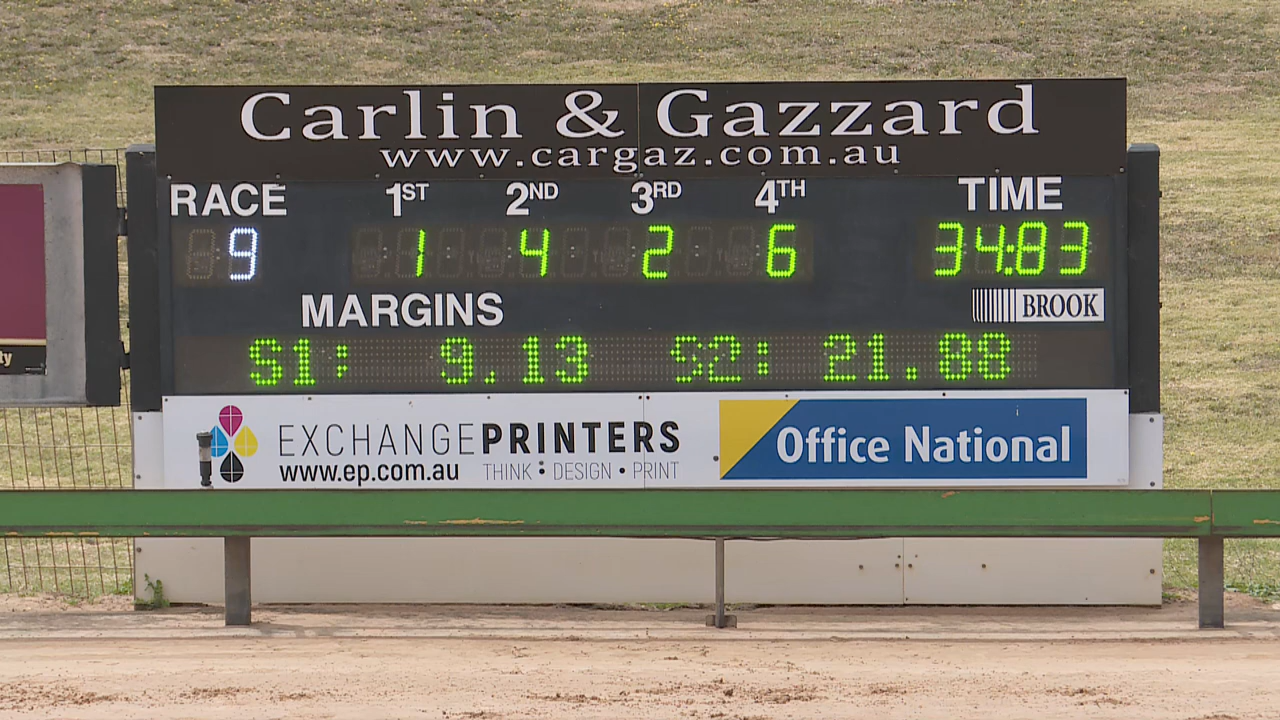 Carlin & Gazzard
www.cargaz.com.au
RACE 1ST 2ND 3RD 4TH TIME
9 1 4 2 6 34:83
MARGINS BROOK
S1: 9.13 S2: 21.88
EXCHANGEPRINTERS
www.ep.com.au THINK • DESIGN • PRINT
Office National
ty